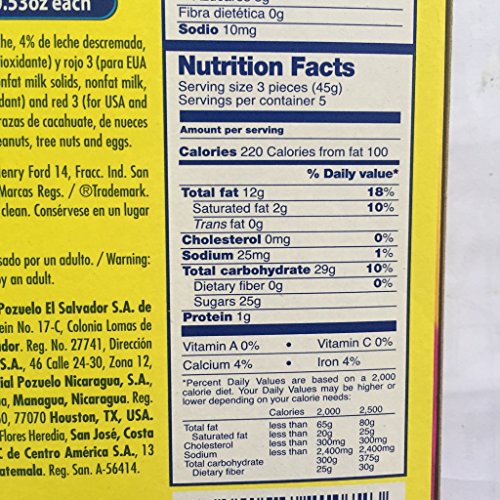 0.53oz each
he, 4% de leche descremada,
ioxidante) y rojo 3 (para EUA
nfat milk solids, nonfat milk,
dant) and red 3 (for USA and
razas de cacahuate, de nueces
eanuts, tree nuts and eggs.
enry Ford 14, Fracc. Ind. San
Marcas Regs. / ®Trademark.
clean. Consérvese en un lugar
sado por un adulto. / Warning:
y an adult.
Pozuelo El Salvador S.A. de
ein No. 17-C, Colonia Lomas de
dor. Reg. No. 27741, Dirección
S.A., 46 Calle 24-30, Zona 12,
ial Pozuelo Nicaragua, S.A.,
a, Managua, Nicaragua. Reg.
0, 77070 Houston, TX, USA.
Flores Heredia, San José, Costa
C de Centro América S.A., 13
atemala. Reg. San. A-56414.
Fibra dietética 0g
Sodio 10mg
Nutrition Facts
Serving size 3 pieces (45g)
Servings per container 5
Amount per serving
Calories 220 Calories from fat 100
% Daily value*
Total fat 12g 18%
Saturated fat 2g 10%
Trans fat 0g
Cholesterol 0mg 0%
Sodium 25mg 1%
Total carbohydrate 29g 10%
Dietary fiber 0g 0%
Sugars 25g
Protein 1g
Vitamin A 0% • Vitamin C 0%
Calcium 4% • Iron 4%
*Percent Daily Values are based on a 2,000
calorie diet. Your Daily Values may be higher or
lower depending on your calorie needs:
Calories 2,000 2,500
Total fat less than 65g 80g
Saturated fat less than 20g 25g
Cholesterol less than 300mg 300mg
Sodium less than 2,400mg 2,400mg
Total carbohydrate 300g 375g
Dietary fiber 25g 30g